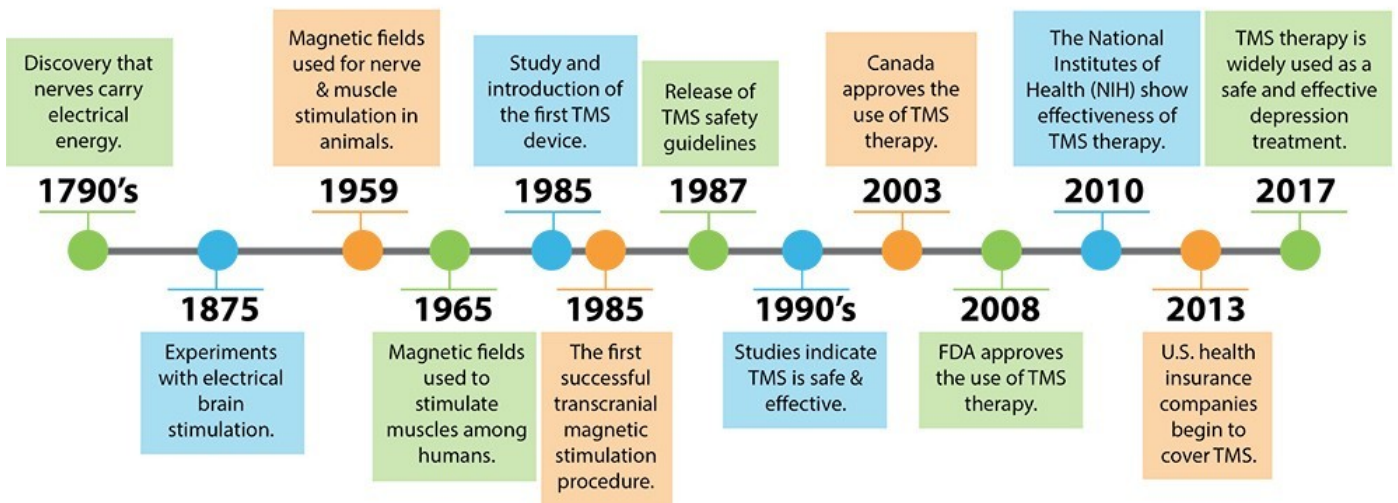 Discovery that
nerves carry
electrical
energy.
1790's
1875
Experiments
with electrical
brain
stimulation.
Magnetic fields
used for nerve
& muscle
stimulation in
animals.
1959
1965
Magnetic fields
used to
stimulate
muscles among
humans.
Study and
introduction of
the first TMS
device.
1985
1985
The first
successful
transcranial
magnetic
stimulation
procedure.
Release of
TMS safety
guidelines
1987
1990's
Studies indicate
TMS is safe &
effective.
Canada
approves the
use of TMS
therapy.
2003
2008
FDA approves
the use of TMS
therapy.
The National
Institutes of
Health (NIH) show
effectiveness of
TMS therapy.
2010
2013
U.S. health
insurance
companies
begin to
cover TMS.
TMS therapy is
widely used as a
safe and effective
depression
treatment.
2017